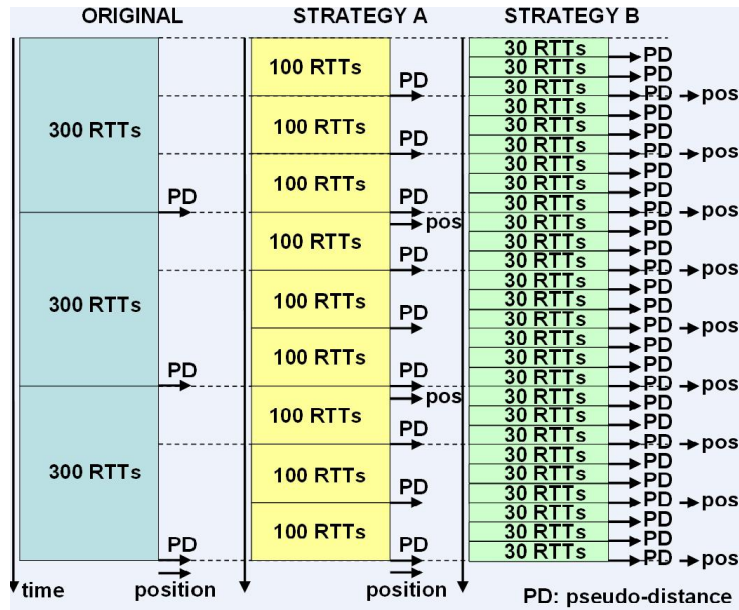 ORIGINAL
300 RTTs
PD
300 RTTs
PD
300 RTTs
PD
time
position
STRATEGY A
100 RTTs
PD
100 RTTs
PD
100 RTTs
PD
pos
100 RTTs
PD
100 RTTs
PD
100 RTTs
PD
pos
100 RTTs
PD
100 RTTs
PD
100 RTTs
PD
position
STRATEGY B
30 RTTs
PD
30 RTTs
PD
30 RTTs
PD pos
30 RTTs
PD
30 RTTs
PD
30 RTTs
PD pos
30 RTTs
PD
30 RTTs
PD
30 RTTs
PD pos
30 RTTs
PD
30 RTTs
PD
30 RTTs
PD pos
30 RTTs
PD
30 RTTs
PD
30 RTTs
PD pos
30 RTTs
PD
30 RTTs
PD
30 RTTs
PD pos
30 RTTs
PD
30 RTTs
PD
30 RTTs
PD pos
30 RTTs
PD
30 RTTs
PD
30 RTTs
PD pos
30 RTTs
PD
30 RTTs
PD
30 RTTs
PD pos
PD: pseudo-distance